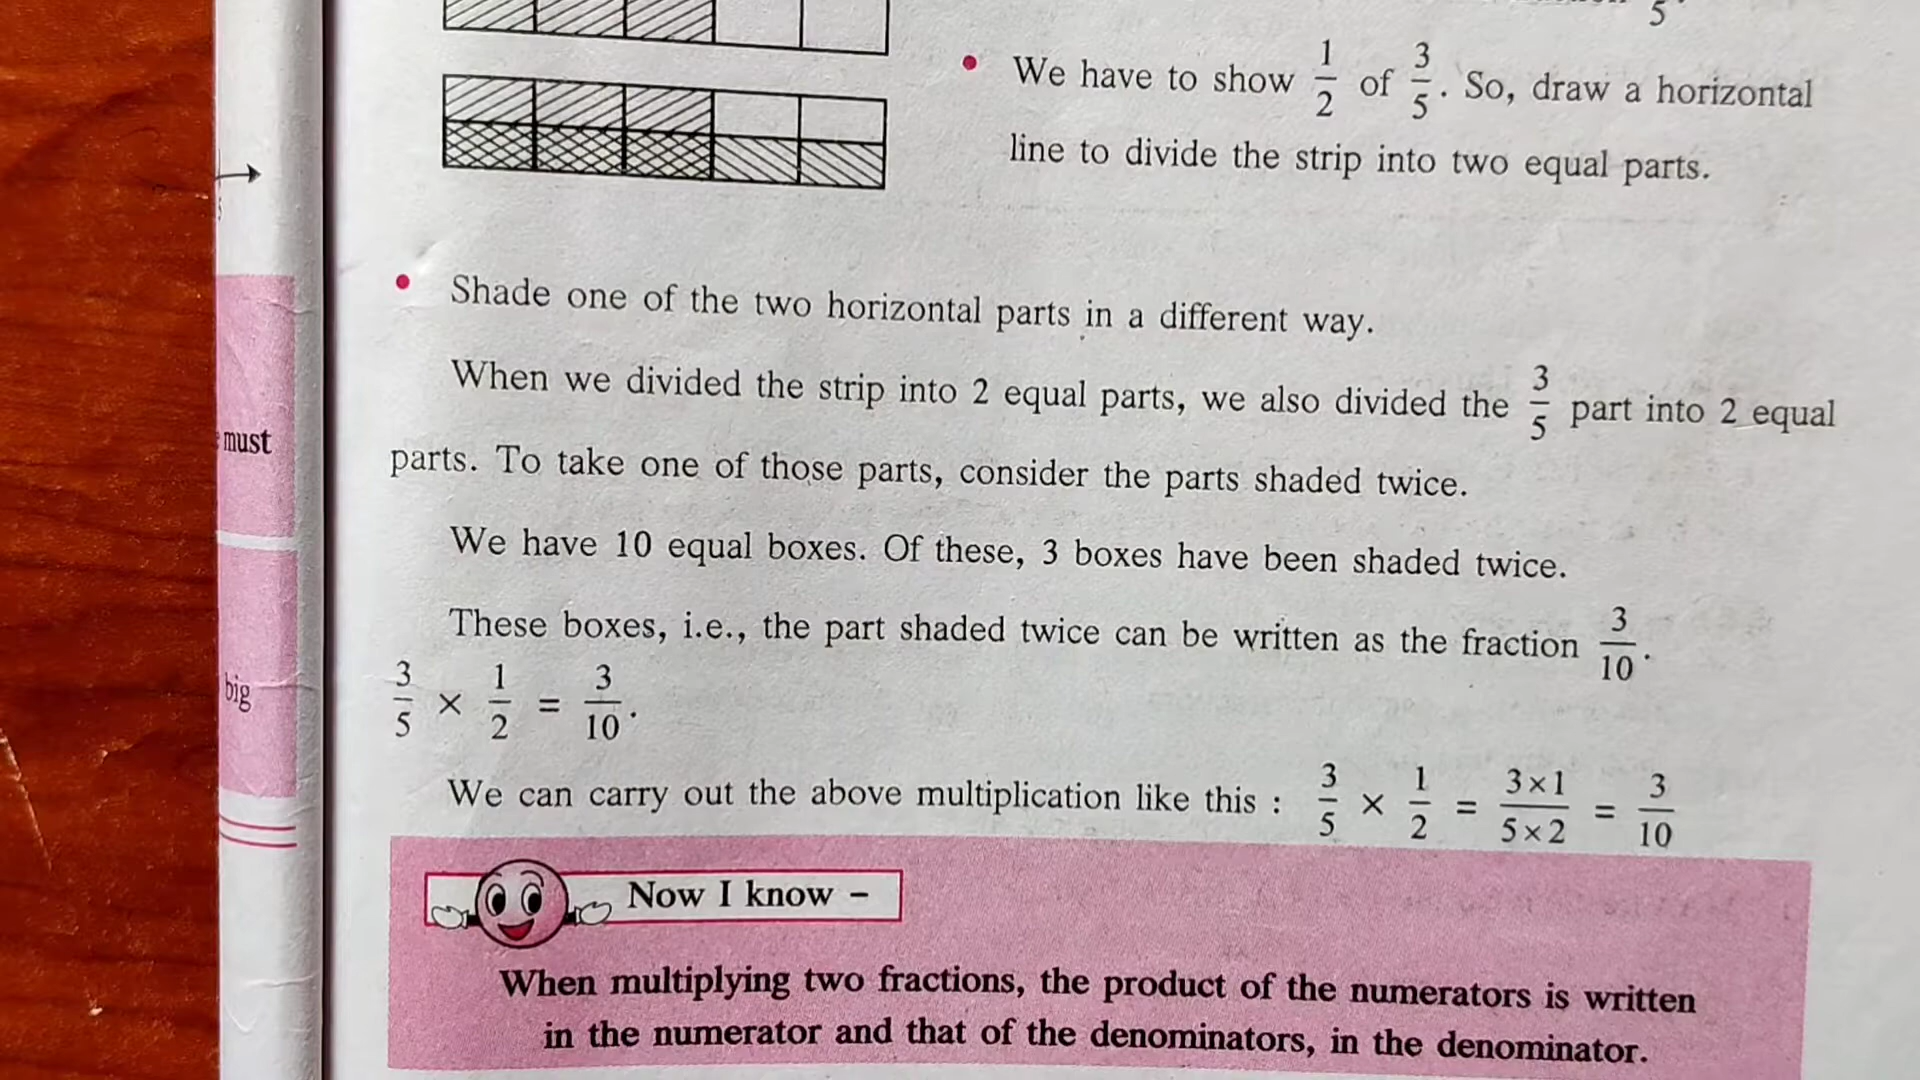 5
• We have to show 1/2 of 3/5. So, draw a horizontal
line to divide the strip into two equal parts.
• Shade one of the two horizontal parts in a different way.
When we divided the strip into 2 equal parts, we also divided the 3/5 part into 2 equal
parts. To take one of those parts, consider the parts shaded twice.
We have 10 equal boxes. Of these, 3 boxes have been shaded twice.
These boxes, i.e., the part shaded twice can be written as the fraction 3/10.
3/5 × 1/2 = 3/10.
We can carry out the above multiplication like this : 3/5 × 1/2 = 3×1/5×2 = 3/10
Now I know –
When multiplying two fractions, the product of the numerators is written
in the numerator and that of the denominators, in the denominator.
must
big